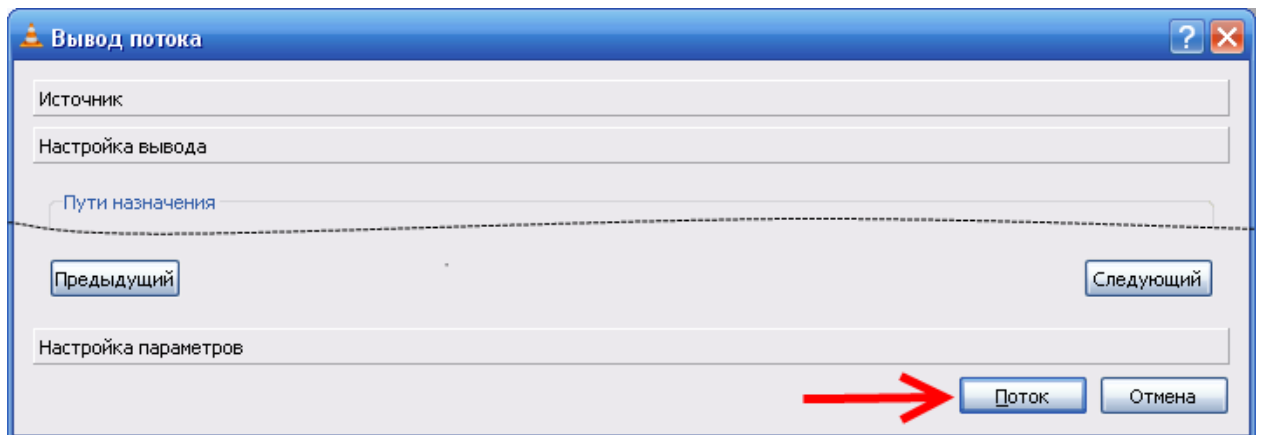 Вывод потока
Источник
Настройка вывода
Пути назначения
Предыдущий Следующий
Настройка параметров
Поток Отмена